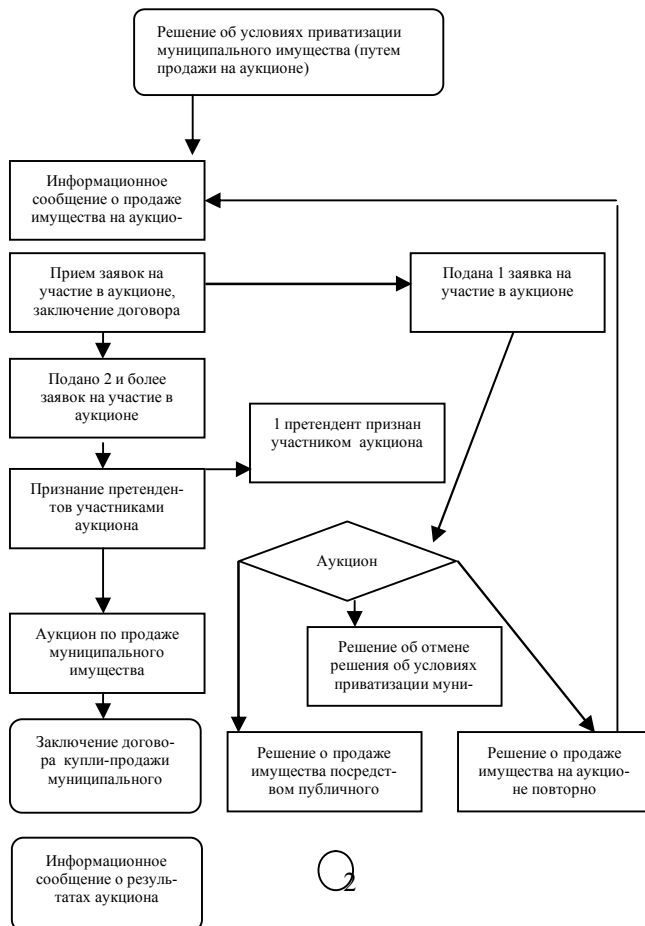 Решение об условиях приватизации
муниципального имущества (путем
продажи на аукционе)
Информационное
сообщение о продаже
имущества на аукцио-
Прием заявок на
участие в аукционе,
заключение договора
Подана 1 заявка на
участие в аукционе
Подано 2 и более
заявок на участие в
аукционе
1 претендент признан
участником аукциона
Признание претенден-
тов участниками
аукциона
Аукцион
Аукцион по продаже
муниципального
имущества
Решение об отмене
решения об условиях
приватизации муни-
Заключение догово-
ра купли-продажи
муниципального
Решение о продаже
имущества посредст-
вом публичного
Решение о продаже
имущества на аукцио-
не повторно
Информационное
сообщение о резуль-
татах аукциона
2